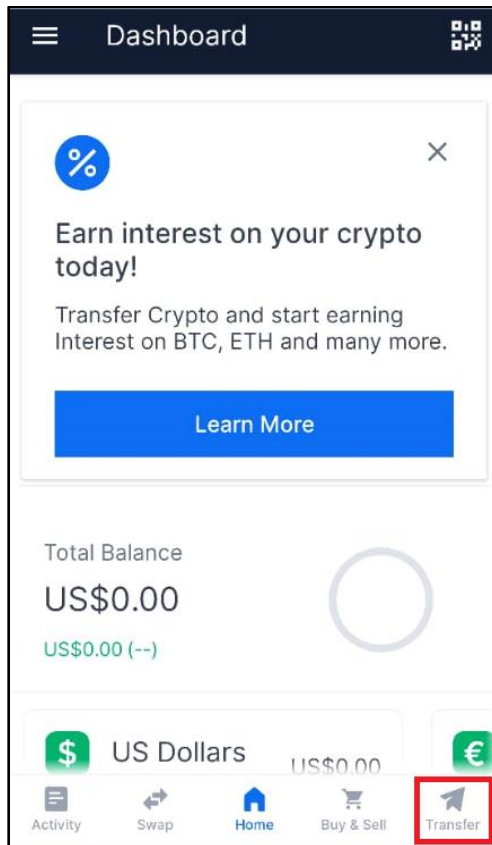 Dashboard
%
Earn interest on your crypto
today!
Transfer Crypto and start earning
Interest on BTC, ETH and many more.
Learn More
Total Balance
US$0.00
US$0.00 (--)
$ US Dollars US$0.00 €
Activity Swap Home Buy & Sell Transfer